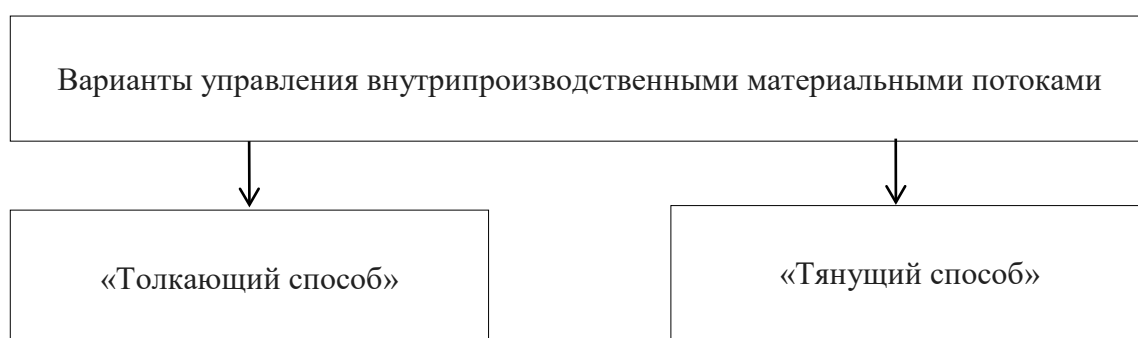 Варианты управления внутрипроизводственными материальными потоками
«Толкающий способ»
«Тянущий способ»